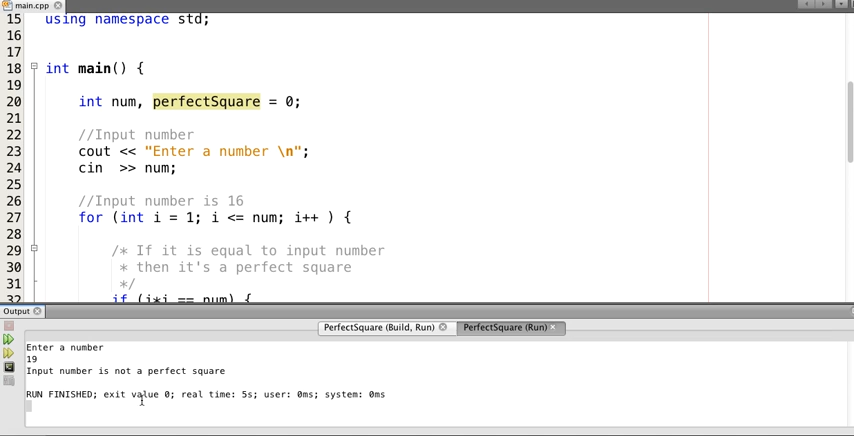 main.cpp
15 using namespace std;
16
17
18 int main() {
19
20 int num, perfectSquare = 0;
21
22 //Input number
23 cout << "Enter a number \n";
24 cin >> num;
25
26 //Input number is 16
27 for (int i = 1; i <= num; i++ ) {
28
29 /* If it is equal to input number
30 * then it's a perfect square
31 */
32 if (i*i == num) {
Output
PerfectSquare (Build, Run) PerfectSquare (Run)
Enter a number
19
Input number is not a perfect square
RUN FINISHED; exit value 0; real time: 5s; user: 0ms; system: 0ms